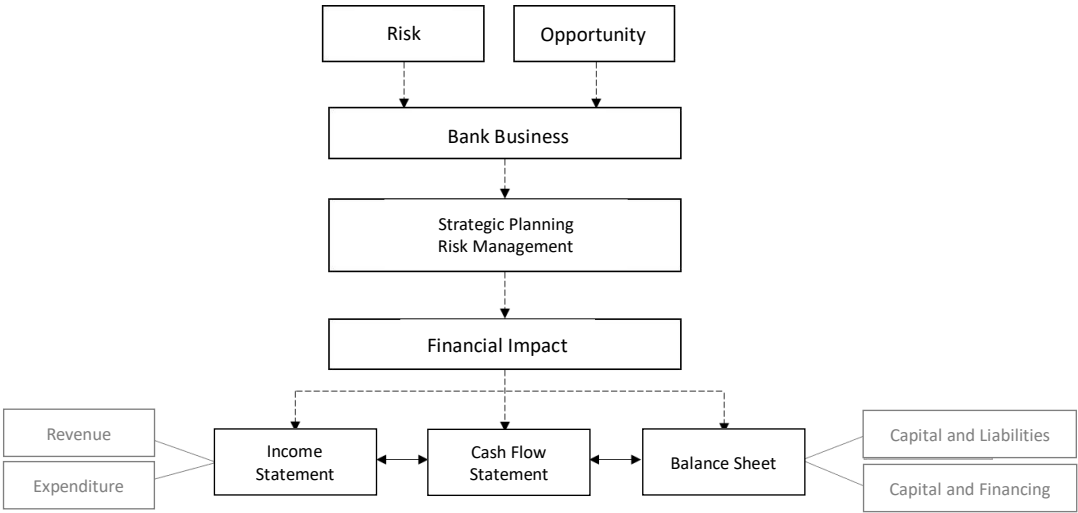 Risk
Opportunity
Bank Business
Strategic Planning
Risk Management
Financial Impact
Revenue
Expenditure
Income
Statement
Cash Flow
Statement
Balance Sheet
Capital and Liabilities
Capital and Financing